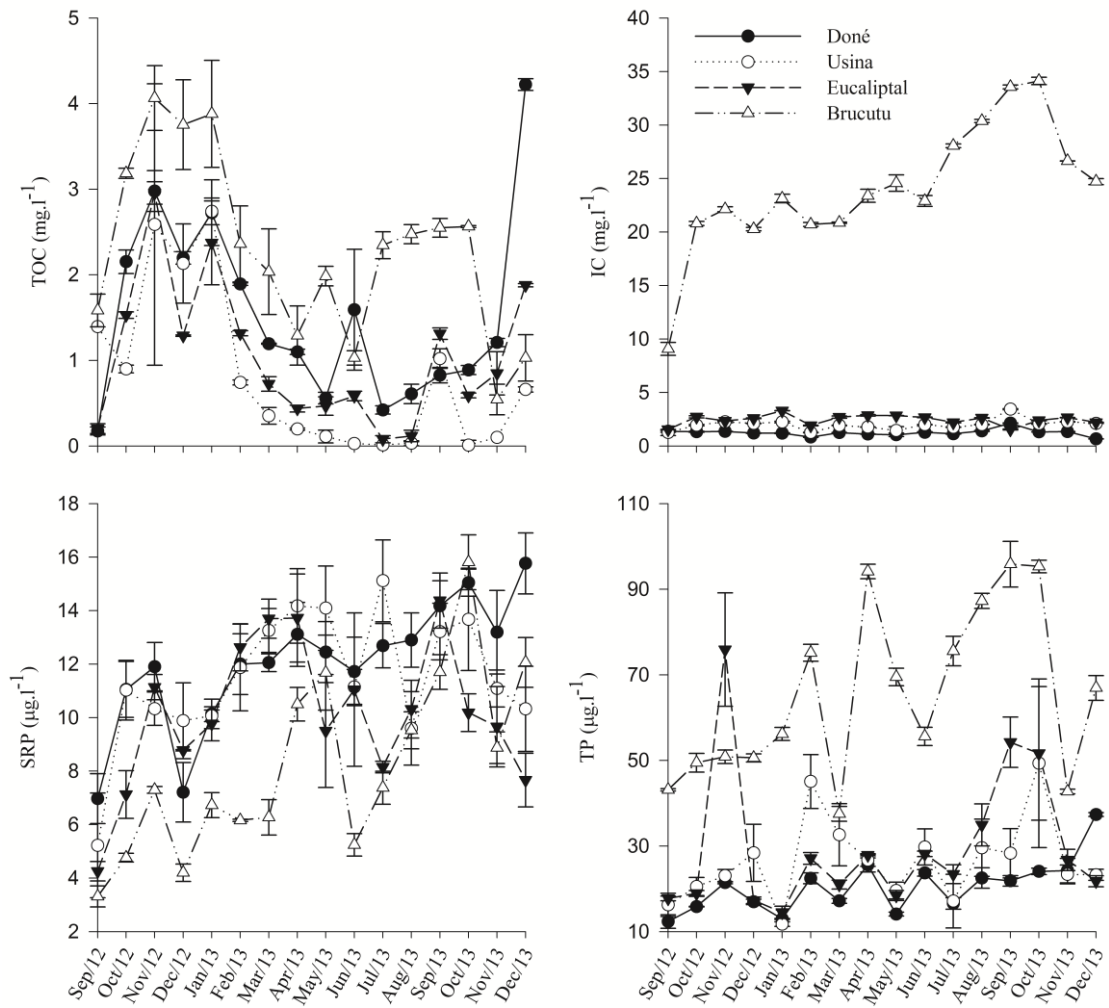 TOC (mg.l-1)
5
4
3
2
1
0
IC (mg.l-1)
40
35
30
25
20
15
10
5
0
Doné
Usina
Eucaliptal
Brucutu
SRP (µg.l-1)
18
16
14
12
10
8
6
4
2
Sep/12
Oct/12
Nov/12
Dec/12
Jan/13
Feb/13
Mar/13
Apr/13
May/13
Jun/13
Jul/13
Aug/13
Sep/13
Oct/13
Nov/13
Dec/13
TP (µg.l-1)
110
90
70
50
30
10
Sep/12
Oct/12
Nov/12
Dec/12
Jan/13
Feb/13
Mar/13
Apr/13
May/13
Jun/13
Jul/13
Aug/13
Sep/13
Oct/13
Nov/13
Dec/13